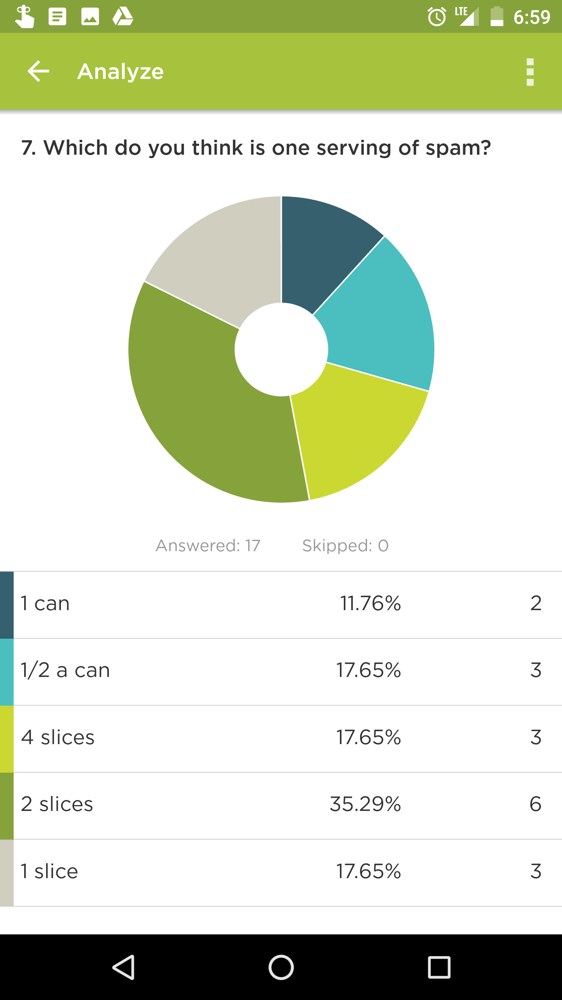 LTE 6:59
Analyze
7. Which do you think is one serving of spam?
Answered: 17 Skipped: 0
1 can 11.76% 2
1/2 a can 17.65% 3
4 slices 17.65% 3
2 slices 35.29% 6
1 slice 17.65% 3